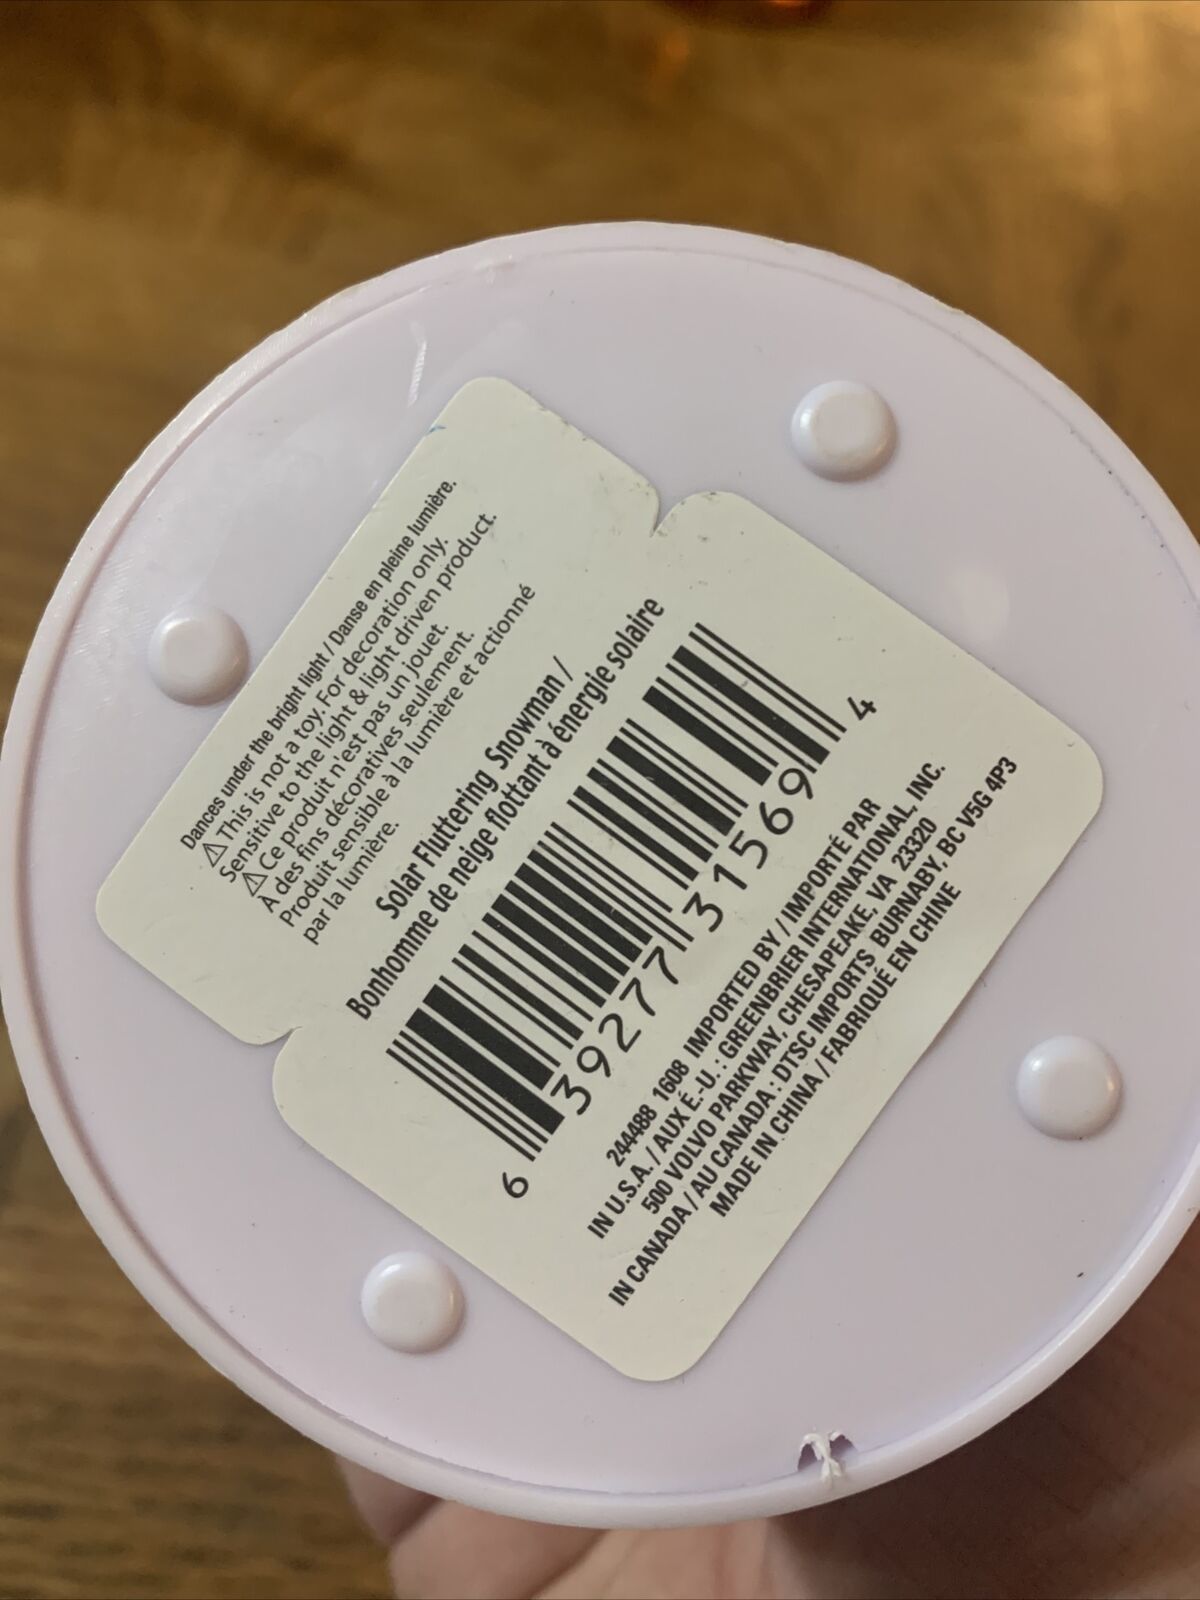 Dances under the bright light / Danse en pleine lumière.
⚠ This is not a toy. For decoration only.
Sensitive to the light & light driven product.
⚠ Ce produit n'est pas un jouet.
À des fins décoratives seulement.
Produit sensible à la lumière et actionné
par la lumière.
Solar Fluttering Snowman /
Bonhomme de neige flottant à énergie solaire
6 39277 31569 4
244488 1608 IMPORTED BY / IMPORTÉ PAR
IN U.S.A. / AUX É.-U. : GREENBRIER INTERNATIONAL, INC.
500 VOLVO PARKWAY, CHESAPEAKE, VA 23320
IN CANADA / AU CANADA : DTSC IMPORTS BURNABY, BC V5G 4P3
MADE IN CHINA / FABRIQUÉ EN CHINE